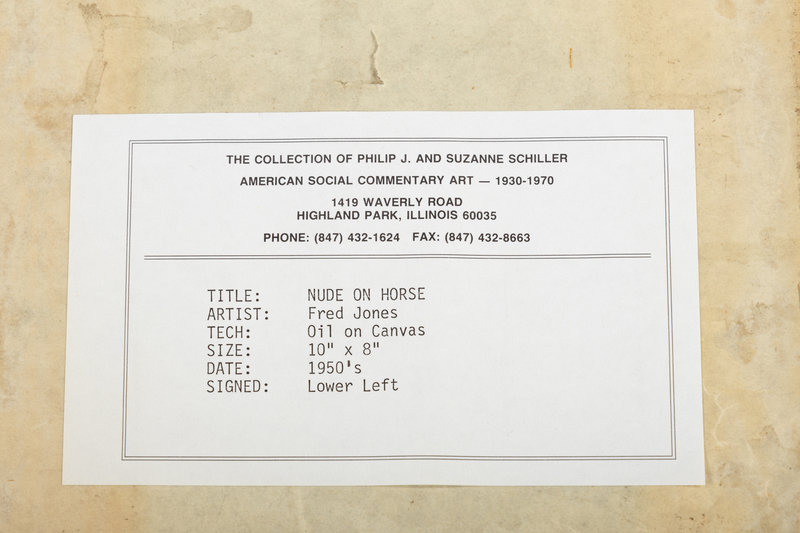 THE COLLECTION OF PHILIP J. AND SUZANNE SCHILLER
AMERICAN SOCIAL COMMENTARY ART — 1930-1970
1419 WAVERLY ROAD
HIGHLAND PARK, ILLINOIS 60035
PHONE: (847) 432-1624 FAX: (847) 432-8663
TITLE: NUDE ON HORSE
ARTIST: Fred Jones
TECH: Oil on Canvas
SIZE: 10" x 8"
DATE: 1950's
SIGNED: Lower Left